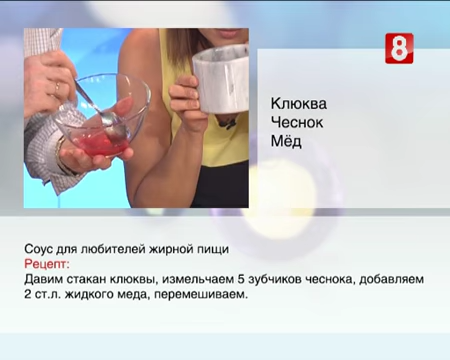 8
Клюква
Чеснок
Мёд
Соус для любителей жирной пищи
Рецепт:
Давим стакан клюквы, измельчаем 5 зубчиков чеснока, добавляем
2 ст.л. жидкого меда, перемешиваем.